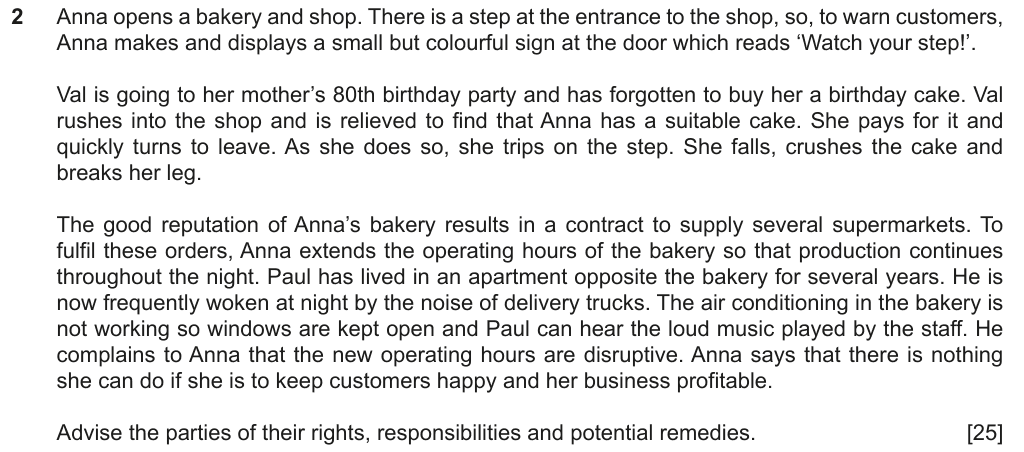 2 Anna opens a bakery and shop. There is a step at the entrance to the shop, so, to warn customers,
Anna makes and displays a small but colourful sign at the door which reads ‘Watch your step!’.
Val is going to her mother’s 80th birthday party and has forgotten to buy her a birthday cake. Val
rushes into the shop and is relieved to find that Anna has a suitable cake. She pays for it and
quickly turns to leave. As she does so, she trips on the step. She falls, crushes the cake and
breaks her leg.
The good reputation of Anna’s bakery results in a contract to supply several supermarkets. To
fulfil these orders, Anna extends the operating hours of the bakery so that production continues
throughout the night. Paul has lived in an apartment opposite the bakery for several years. He is
now frequently woken at night by the noise of delivery trucks. The air conditioning in the bakery is
not working so windows are kept open and Paul can hear the loud music played by the staff. He
complains to Anna that the new operating hours are disruptive. Anna says that there is nothing
she can do if she is to keep customers happy and her business profitable.
Advise the parties of their rights, responsibilities and potential remedies. [25]